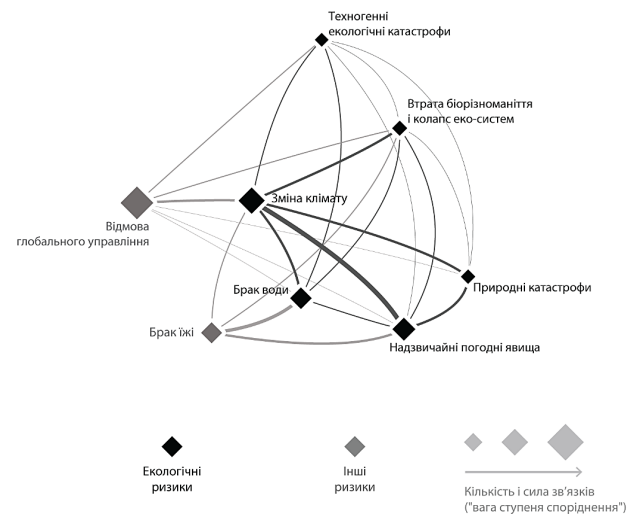 Техногенні
екологічні катастрофи
Втрата біорізноманіття
і колапс еко-систем
Зміна клімату
Відмова
глобального управління
Брак води
Природні катастрофи
Брак їжі
Надзвичайні погодні явища
Екологічні
ризики
Інші
ризики
Кількість і сила зв'язків
("вага ступеня споріднення")